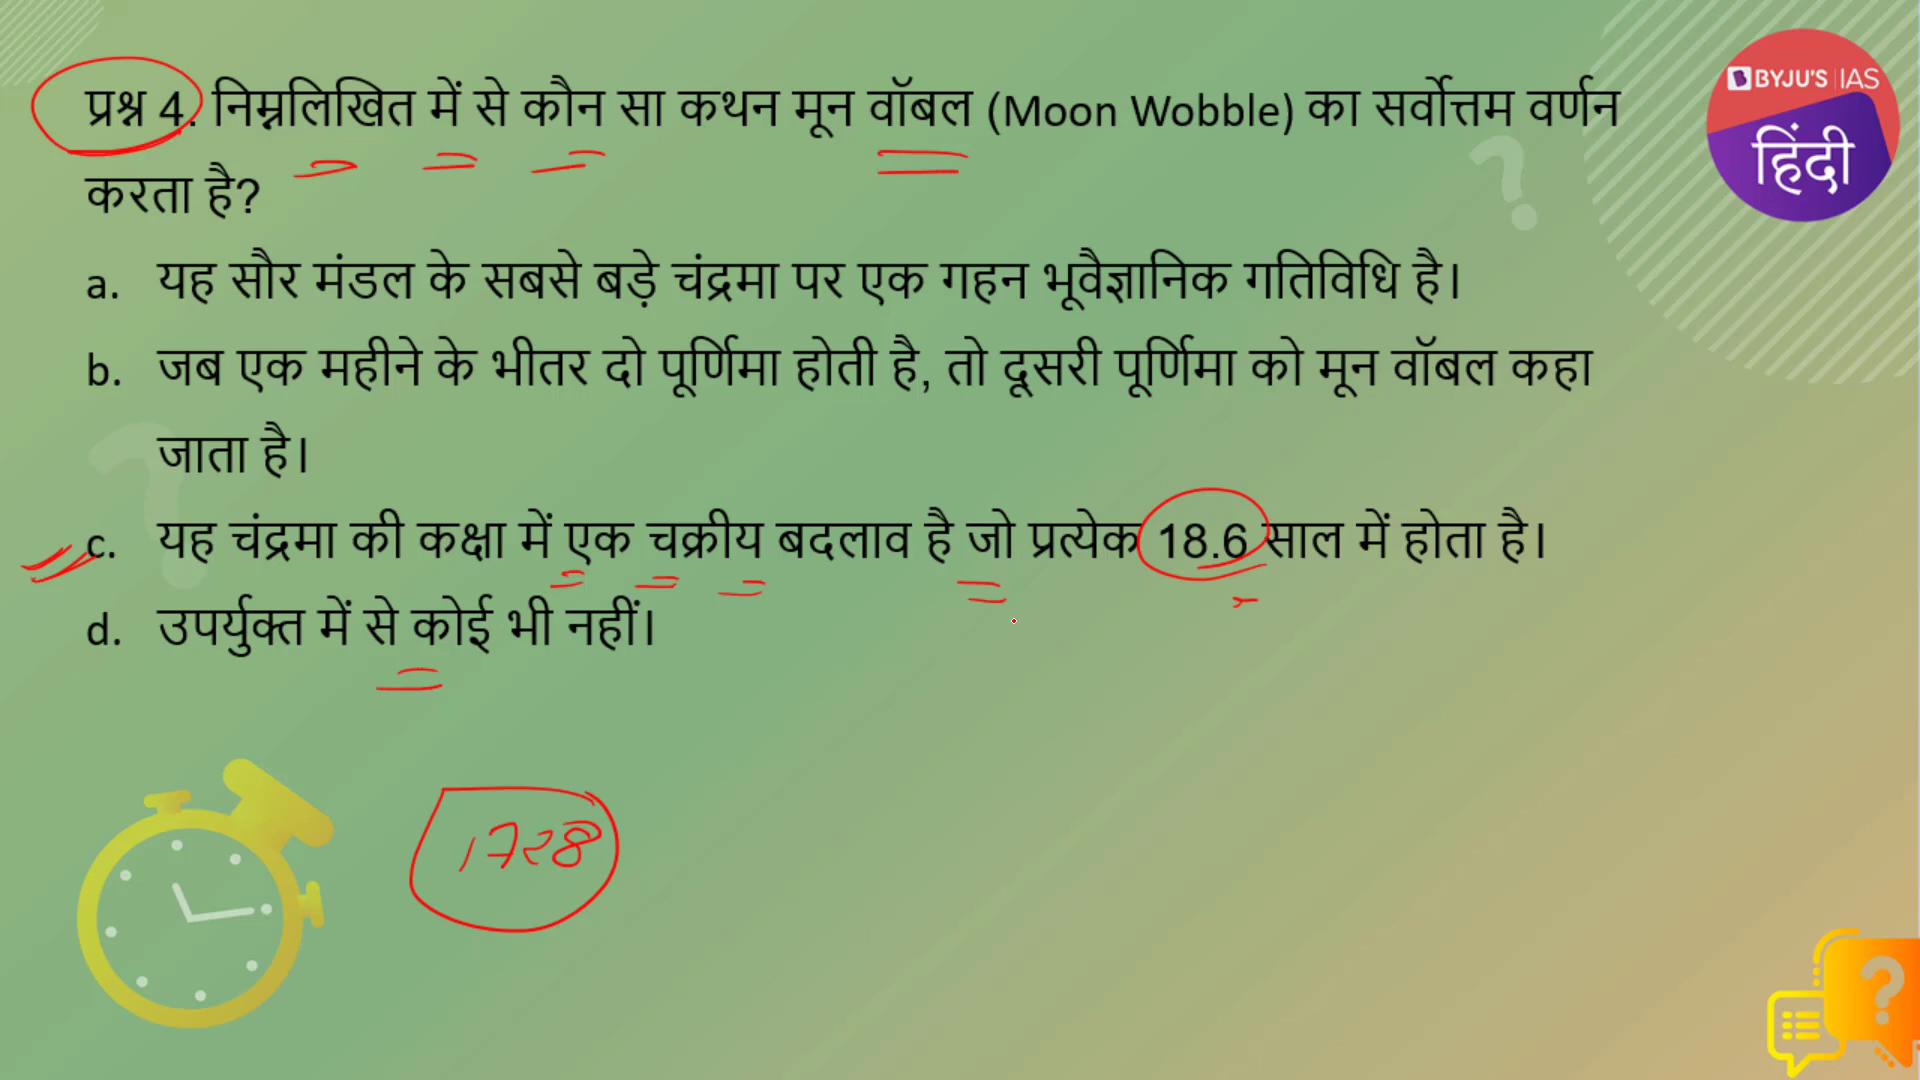 प्रश्न 4. निम्नलिखित में से कौन सा कथन मून वॉबल (Moon Wobble) का सर्वोत्तम वर्णन
करता है?
a. यह सौर मंडल के सबसे बड़े चंद्रमा पर एक गहन भूवैज्ञानिक गतिविधि है।
b. जब एक महीने के भीतर दो पूर्णिमा होती है, तो दूसरी पूर्णिमा को मून वॉबल कहा
जाता है।
c. यह चंद्रमा की कक्षा में एक चक्रीय बदलाव है जो प्रत्येक 18.6 साल में होता है।
d. उपर्युक्त में से कोई भी नहीं।
1728
BYJU'S IAS
हिंदी